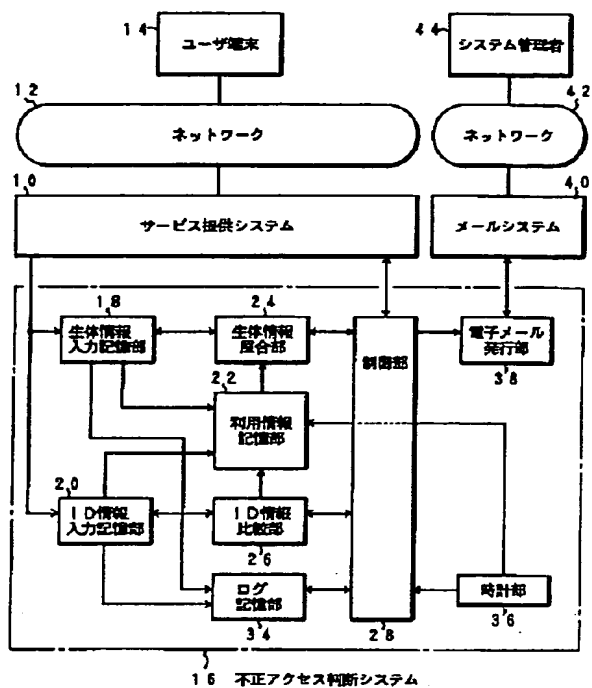 14
ユーザ端末
44
システム管理者
12
ネットワーク
42
ネットワーク
10
サービス提供システム
40
メールシステム
18
生体情報
入力記憶部
24
生体情報
照合部
制御部
電子メール
発行部
38
22
利用情報
記憶部
20
ID情報
入力記憶部
ID情報
比較部
26
ログ
記憶部
34
28
時計部
36
16 不正アクセス判断システム